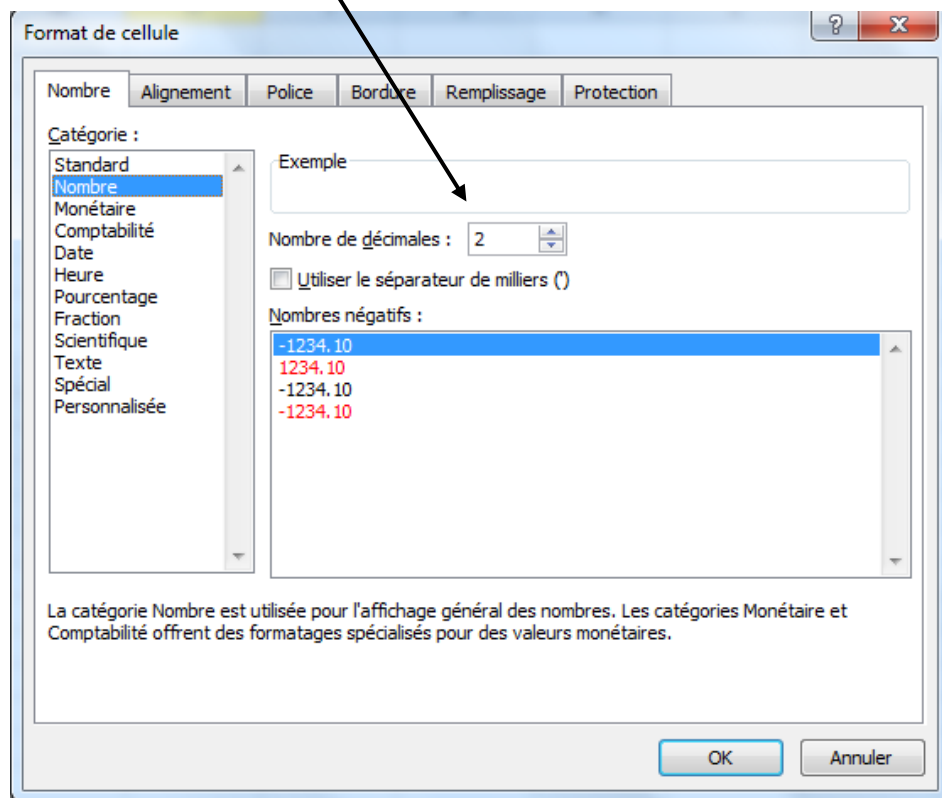 Format de cellule
Nombre Alignement Police Bordure Remplissage Protection
Catégorie :
Standard
Nombre
Monétaire
Comptabilité
Date
Heure
Pourcentage
Fraction
Scientifique
Texte
Spécial
Personnalisée
Exemple
Nombre de décimales : 2
Utiliser le séparateur de milliers (')
Nombres négatifs :
-1234.10
1234.10
-1234.10
-1234.10
La catégorie Nombre est utilisée pour l'affichage général des nombres. Les catégories Monétaire et
Comptabilité offrent des formatages spécialisés pour des valeurs monétaires.
OK Annuler